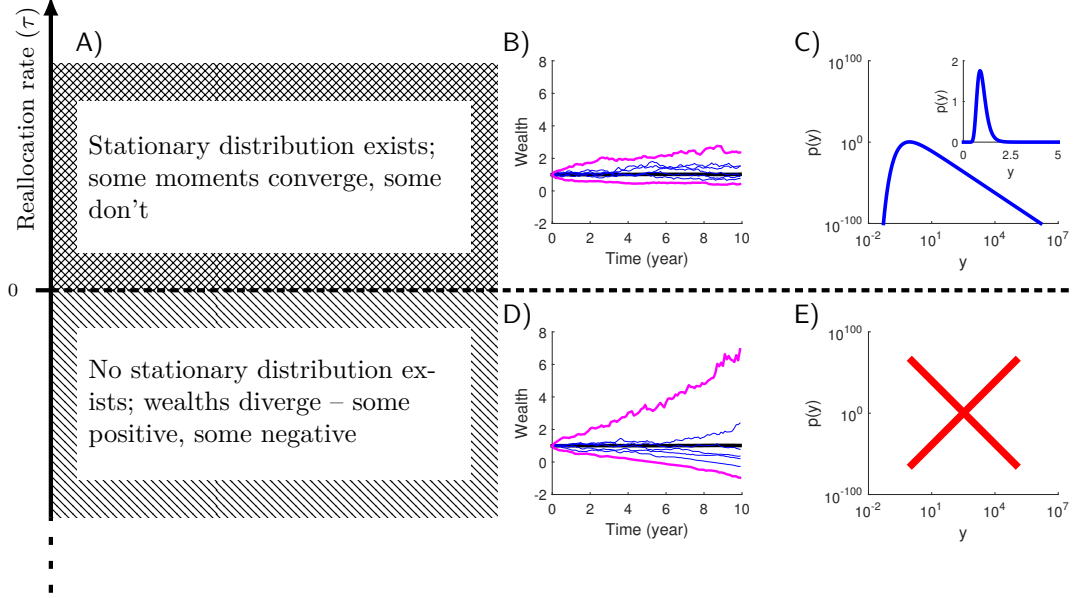 Reallocation rate (τ)
0
A)
Stationary distribution exists;
some moments converge, some
don't
No stationary distribution ex-
ists; wealths diverge – some
positive, some negative
B)
Wealth
8
6
4
2
0
-2
0 2 4 6 8 10
Time (year)
C)
p(y)
10^100
10^0
10^-100
10^-2 10^1 10^4 10^7
y
p(y)
2
1
0
0 2.5 5
y
D)
Wealth
8
6
4
2
0
-2
0 2 4 6 8 10
Time (year)
E)
p(y)
10^100
10^0
10^-100
10^-2 10^1 10^4 10^7
y